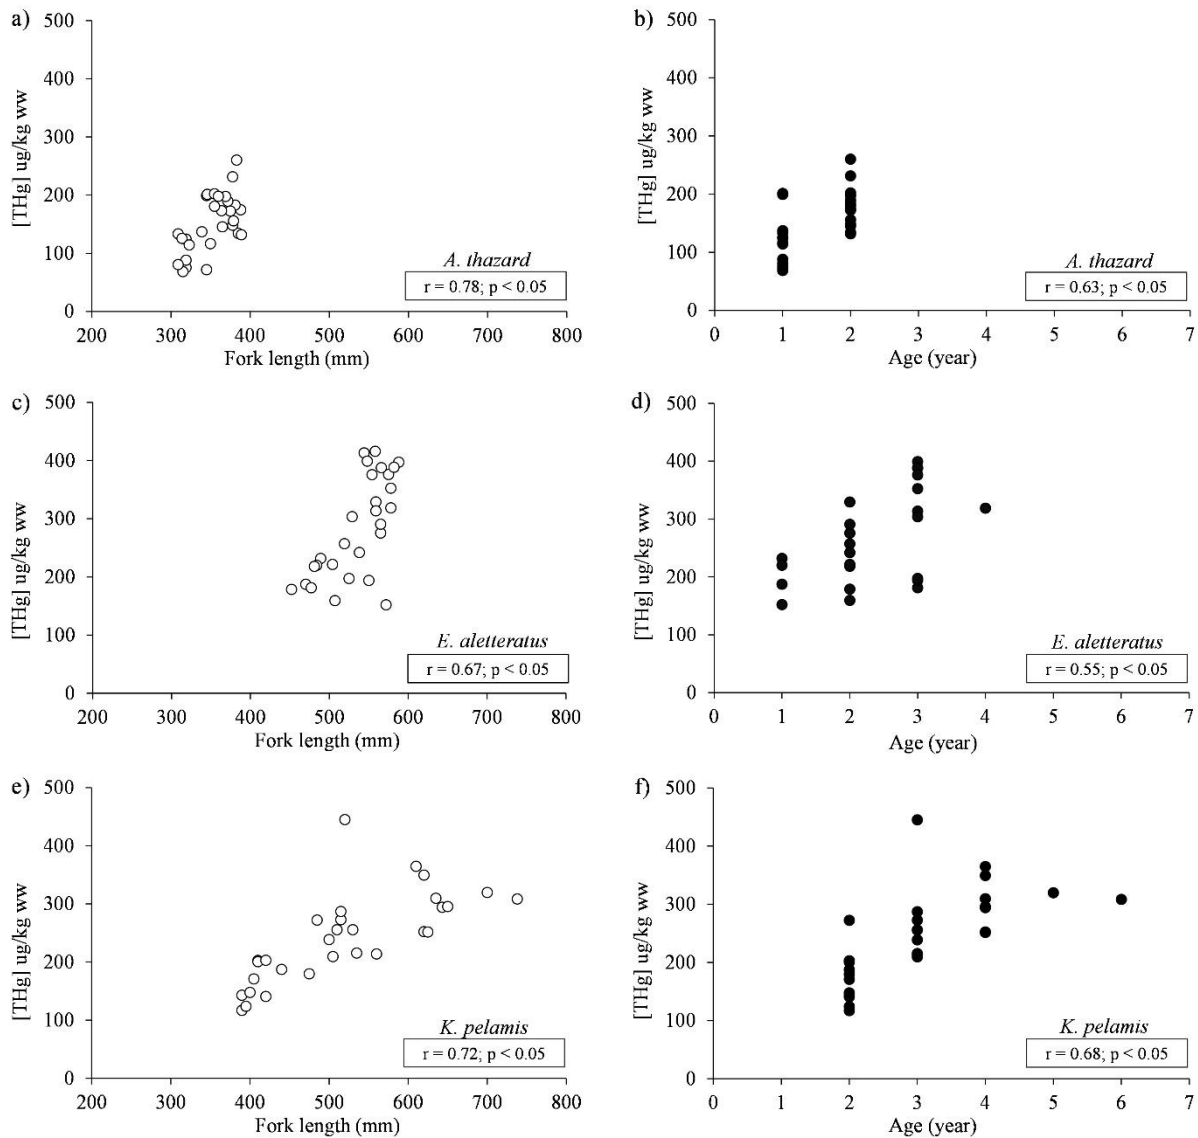 a)
500
400
300
200
100
0
[THg] ug/kg ww
A. thazard
r = 0.78; p < 0.05
200 300 400 500 600 700 800
Fork length (mm)
b)
500
400
300
200
100
0
[THg] ug/kg ww
A. thazard
r = 0.63; p < 0.05
0 1 2 3 4 5 6 7
Age (year)
c)
500
400
300
200
100
0
[THg] ug/kg ww
E. aletteratus
r = 0.67; p < 0.05
200 300 400 500 600 700 800
Fork length (mm)
d)
500
400
300
200
100
0
[THg] ug/kg ww
E. aletteratus
r = 0.55; p < 0.05
0 1 2 3 4 5 6 7
Age (year)
e)
500
400
300
200
100
0
[THg] ug/kg ww
K. pelamis
r = 0.72; p < 0.05
200 300 400 500 600 700 800
Fork length (mm)
f)
500
400
300
200
100
0
[THg] ug/kg ww
K. pelamis
r = 0.68; p < 0.05
0 1 2 3 4 5 6 7
Age (year)